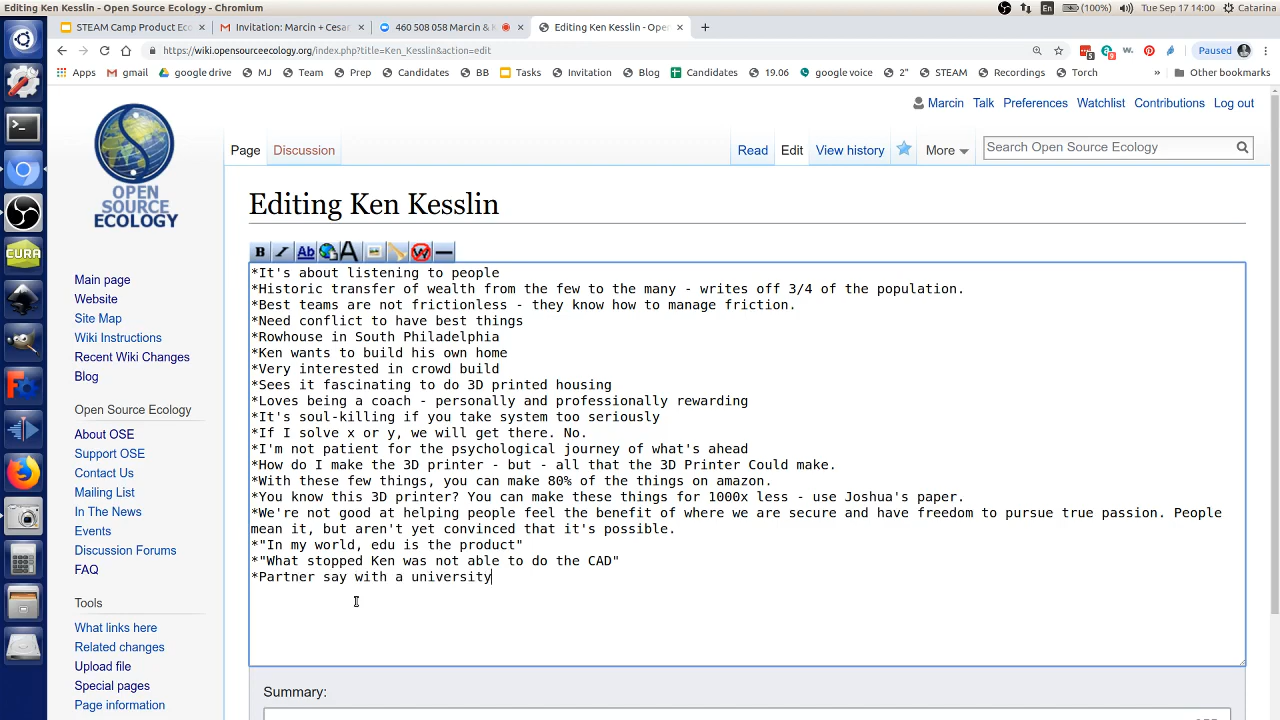 Editing Ken Kesslin - Open Source Ecology - Chromium
En (100%) Tue Sep 17 14:00 Catarina
STEAM Camp Product Ec Invitation: Marcin + Cesar 460 508 058 Marcin & Editing Ken Kesslin - Open
https://wiki.opensourceecology.org/index.php?title=Ken_Kesslin&action=edit Paused
Apps gmail google drive MJ Team Prep Candidates BB Tasks Invitation Blog Candidates 19.06 google voice 2" STEAM Recordings Torch » Other bookmarks
Marcin Talk Preferences Watchlist Contributions Log out
Page Discussion Read Edit View history More Search Open Source Ecology
OPEN
SOURCE
ECOLOGY
Editing Ken Kesslin
B I Ab A W
Main page
Website
Site Map
Wiki Instructions
Recent Wiki Changes
Blog
Open Source Ecology
About OSE
Support OSE
Contact Us
Mailing List
In The News
Events
Discussion Forums
FAQ
Tools
What links here
Related changes
Upload file
Special pages
Page information
*It's about listening to people
*Historic transfer of wealth from the few to the many - writes off 3/4 of the population.
*Best teams are not frictionless - they know how to manage friction.
*Need conflict to have best things
*Rowhouse in South Philadelphia
*Ken wants to build his own home
*Very interested in crowd build
*Sees it fascinating to do 3D printed housing
*Loves being a coach - personally and professionally rewarding
*It's soul-killing if you take system too seriously
*If I solve x or y, we will get there. No.
*I'm not patient for the psychological journey of what's ahead
*How do I make the 3D printer - but - all that the 3D Printer Could make.
*With these few things, you can make 80% of the things on amazon.
*You know this 3D printer? You can make these things for 1000x less - use Joshua's paper.
*We're not good at helping people feel the benefit of where we are secure and have freedom to pursue true passion. People
mean it, but aren't yet convinced that it's possible.
*"In my world, edu is the product"
*"What stopped Ken was not able to do the CAD"
*Partner say with a university
Summary:
CURA